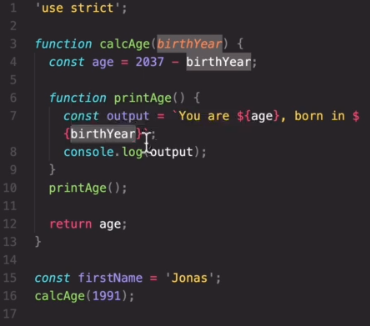 1 'use strict';
2
3 function calcAge(birthYear) {
4   const age = 2037 - birthYear;
5
6   function printAge() {
7     const output = `You are ${age}, born in $
{birthYear}`;
8     console.log(output);
9   }
10   printAge();
11
12   return age;
13 }
14
15 const firstName = 'Jonas';
16 calcAge(1991);
17